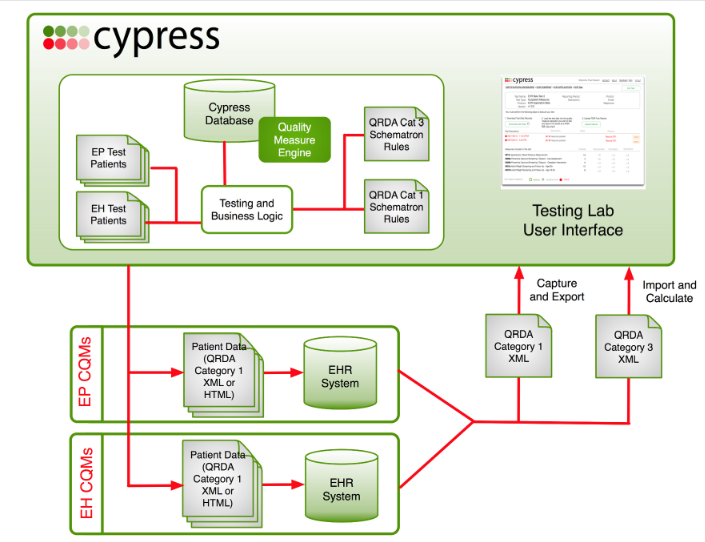 cypress
Cypress
Database
Quality
Measure
Engine
QRDA Cat 3
Schematron
Rules
EP Test
Patients
EH Test
Patients
Testing and
Business Logic
QRDA Cat 1
Schematron
Rules
cypress
Testing Lab
User Interface
Capture
and Export
Import and
Calculate
EP CQMs
Patient Data
(QRDA
Category 1
XML or
HTML)
EHR
System
QRDA
Category 1
XML
QRDA
Category 3
XML
EH CQMs
Patient Data
(QRDA
Category 1
XML or
HTML)
EHR
System